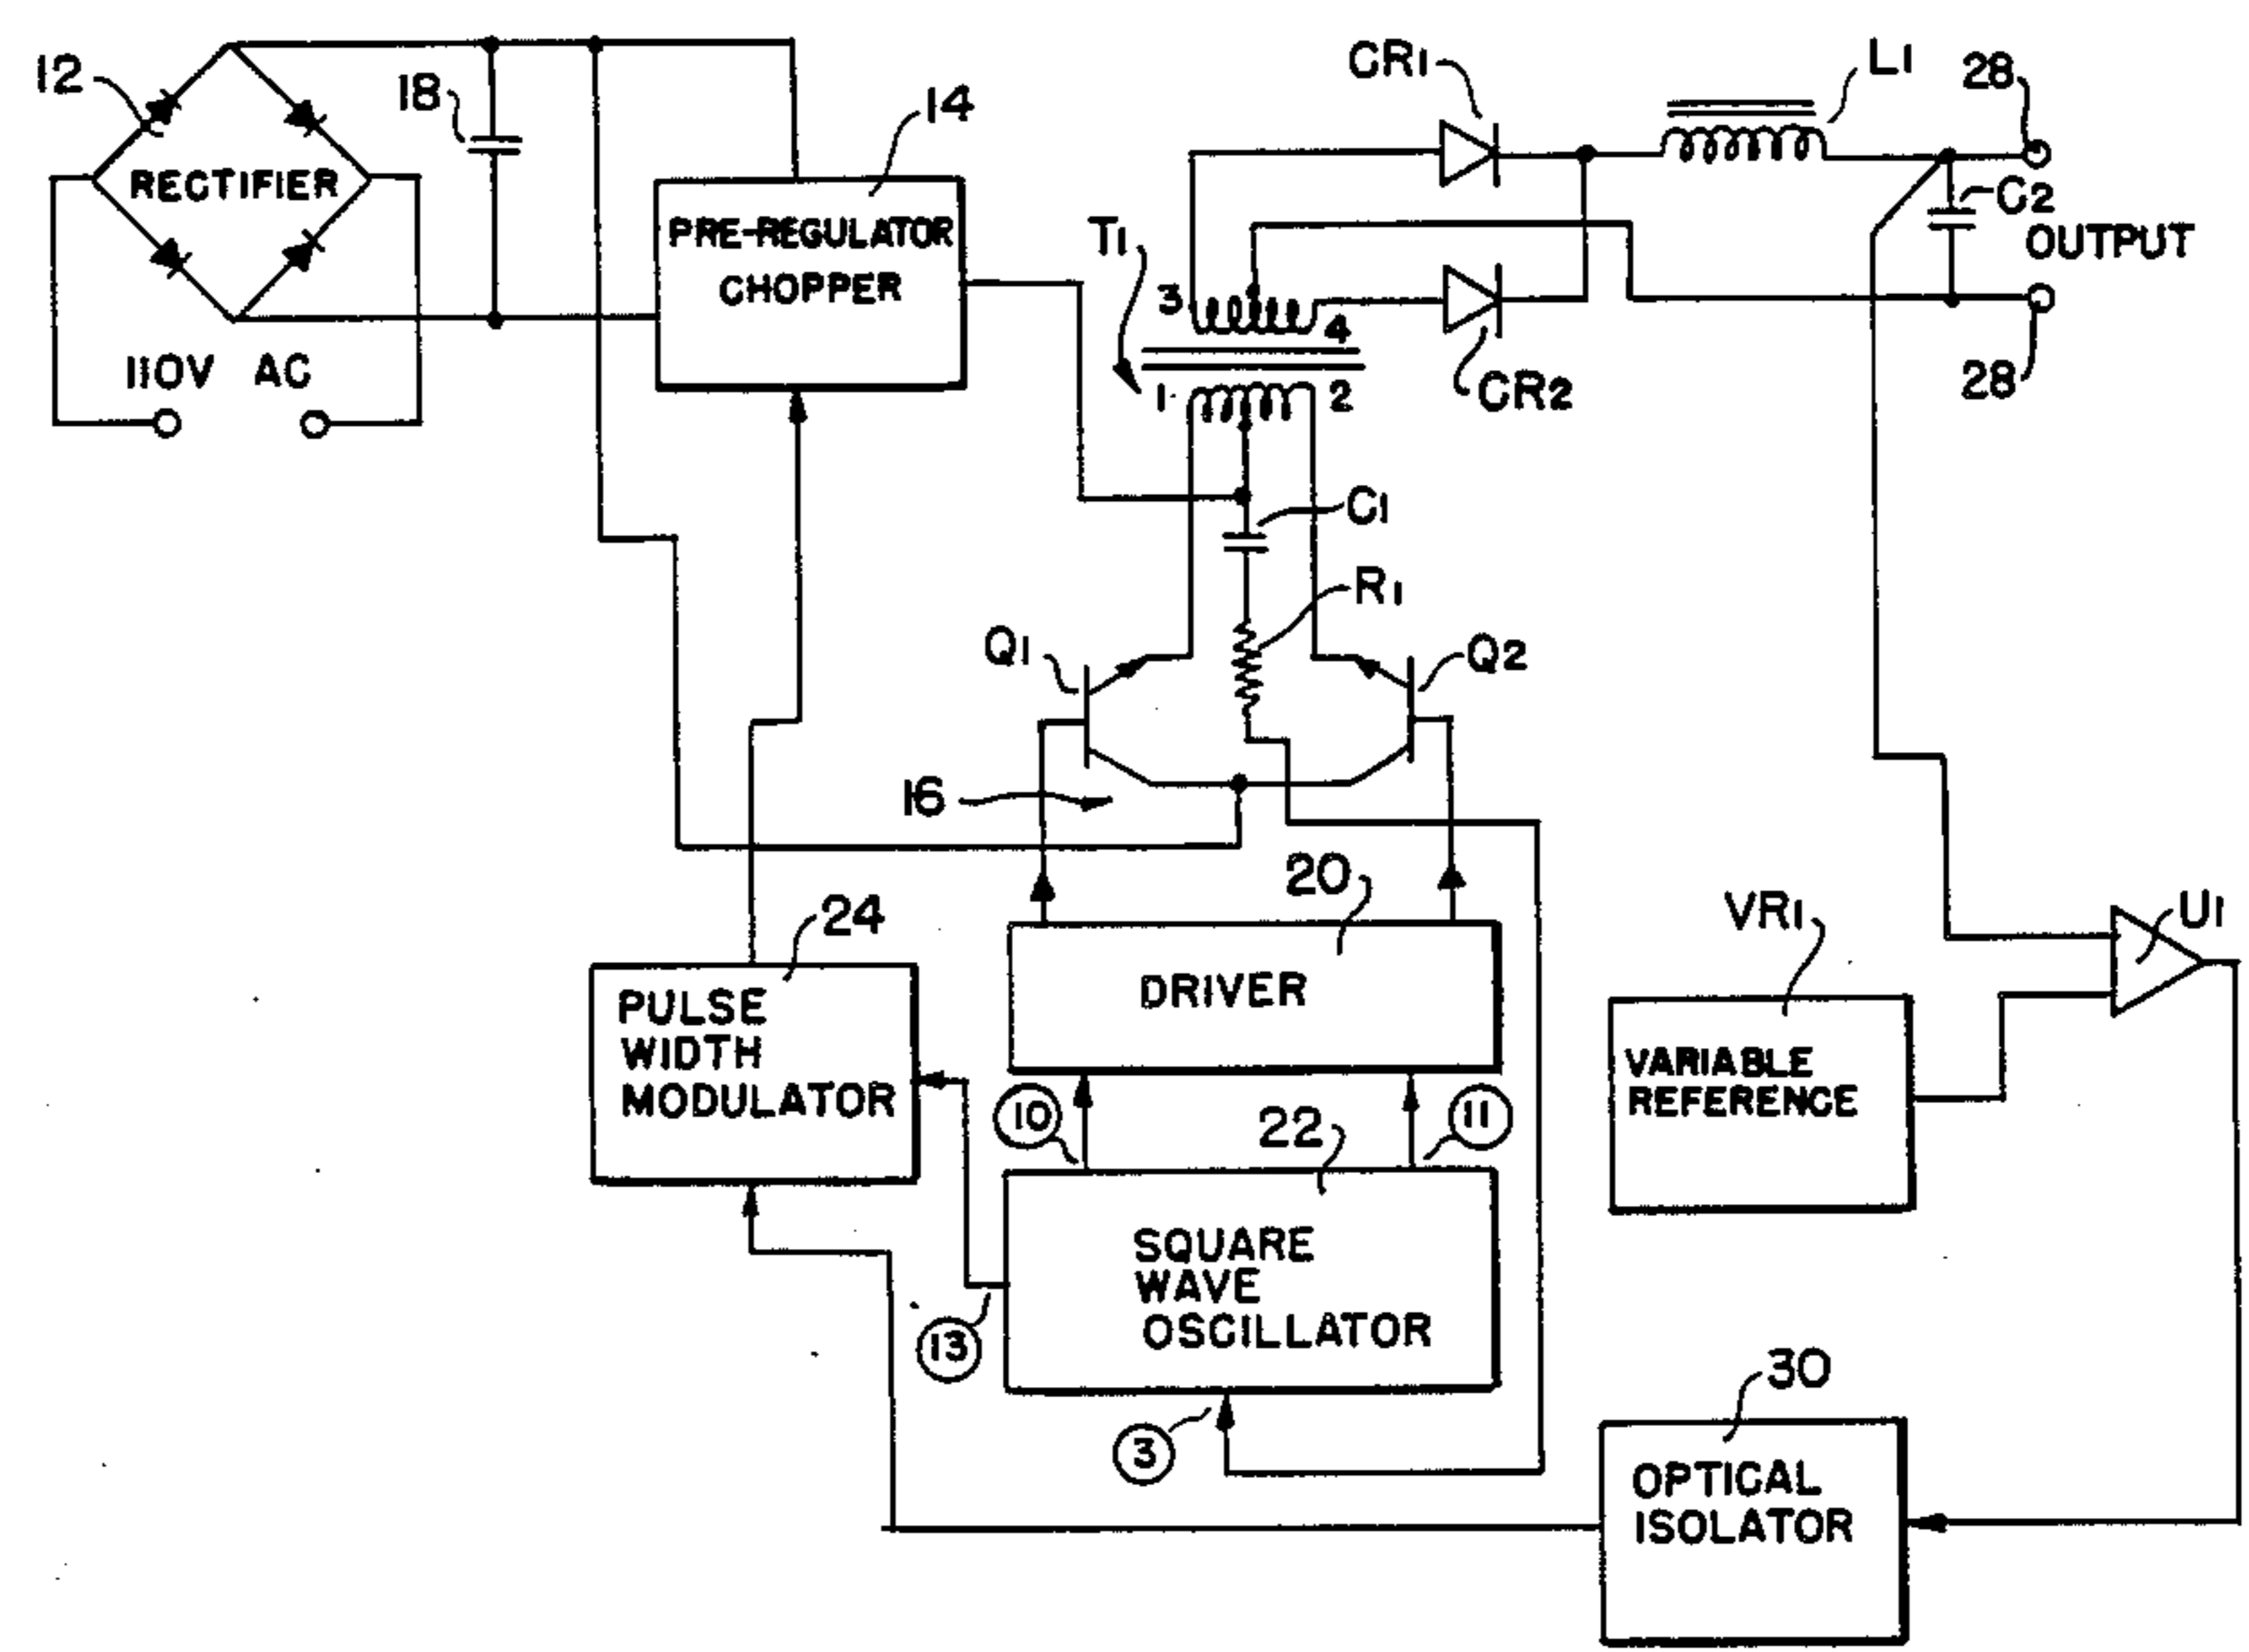 12
18
RECTIFIER
110V AC
14
PRE-REGULATOR
CHOPPER
CR1
L1
28
C2
OUTPUT
28
T1
3
4
1
2
CR2
C1
R1
Q1
Q2
16
20
24
PULSE
WIDTH
MODULATOR
DRIVER
VR1
U1
VARIABLE
REFERENCE
10
11
22
SQUARE
WAVE
OSCILLATOR
13
3
30
OPTICAL
ISOLATOR